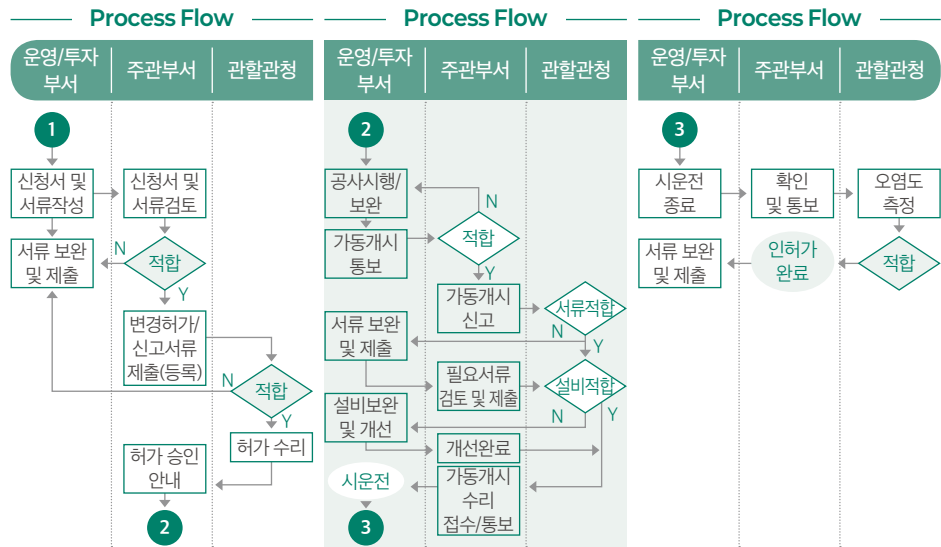 Process Flow
운영/투자
부서
주관부서
관할관청
1
신청서 및
서류작성
신청서 및
서류검토
서류 보완
및 제출
N
적합
Y
변경허가/
신고서류
제출(등록)
N
적합
Y
허가 수리
허가 승인
안내
2
Process Flow
운영/투자
부서
주관부서
관할관청
2
공사시행/
보완
N
가동개시
통보
적합
Y
가동개시
신고
서류적합
N
Y
서류 보완
및 제출
필요서류
검토 및 제출
설비적합
N
Y
설비보완
및 개선
개선완료
가동개시
수리
접수/통보
시운전
3
Process Flow
운영/투자
부서
주관부서
관할관청
3
시운전
종료
확인
및 통보
오염도
측정
서류 보완
및 제출
인허가
완료
적합